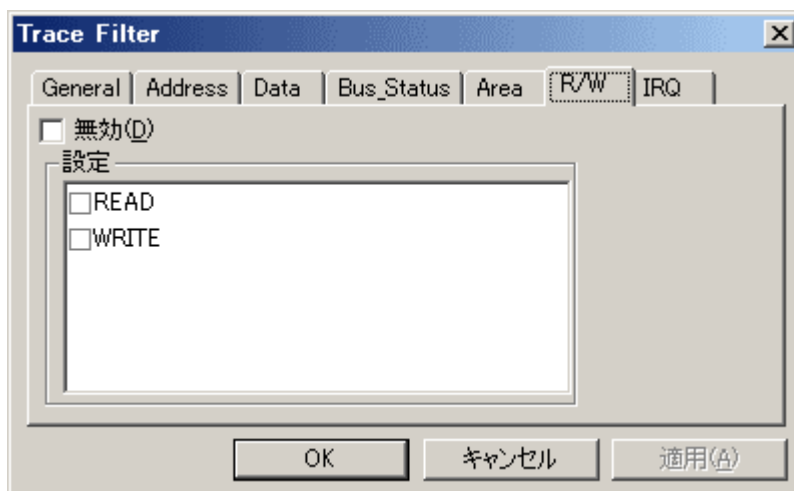 Trace Filter
General Address Data Bus_Status Area R/W IRQ
無効(D)
設定
READ
WRITE
OK キャンセル 適用(A)